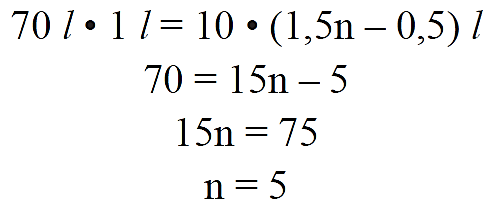 70 l • 1 l = 10 • (1,5n – 0,5) l
70 = 15n – 5
15n = 75
n = 5